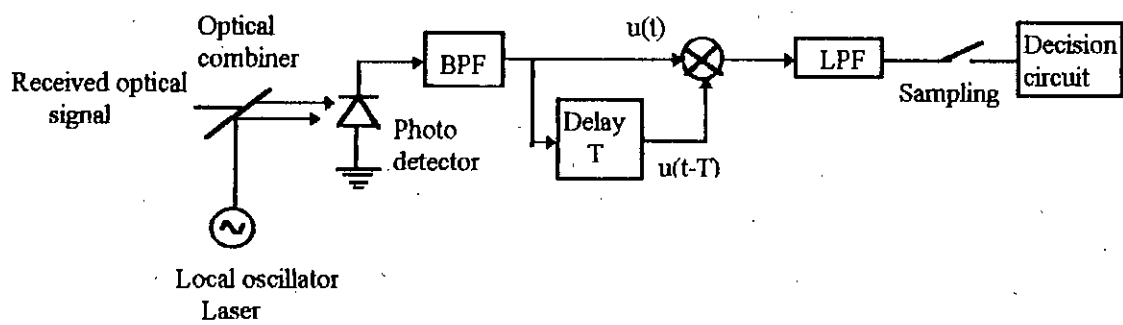 Optical
combiner
Received optical
signal
BPF
u(t)
LPF
Decision
circuit
Sampling
Delay
T
u(t-T)
Photo
detector
Local oscillator
Laser